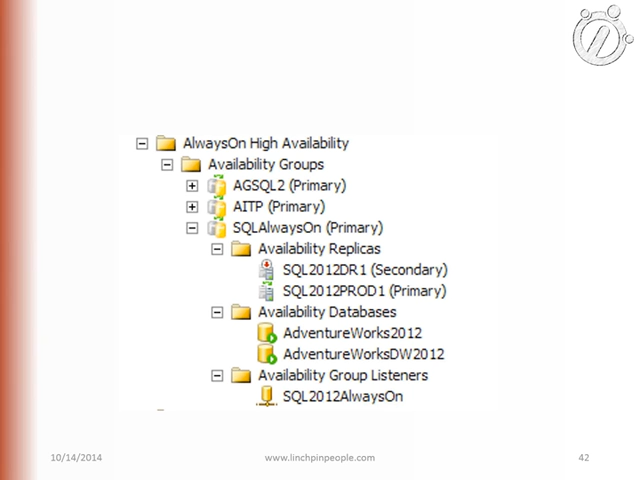 AlwaysOn High Availability
Availability Groups
AGSQL2 (Primary)
AITP (Primary)
SQLAlwaysOn (Primary)
Availability Replicas
SQL2012DR1 (Secondary)
SQL2012PROD1 (Primary)
Availability Databases
AdventureWorks2012
AdventureWorksDW2012
Availability Group Listeners
SQL2012AlwaysOn
10/14/2014
www.linchpinpeople.com
42